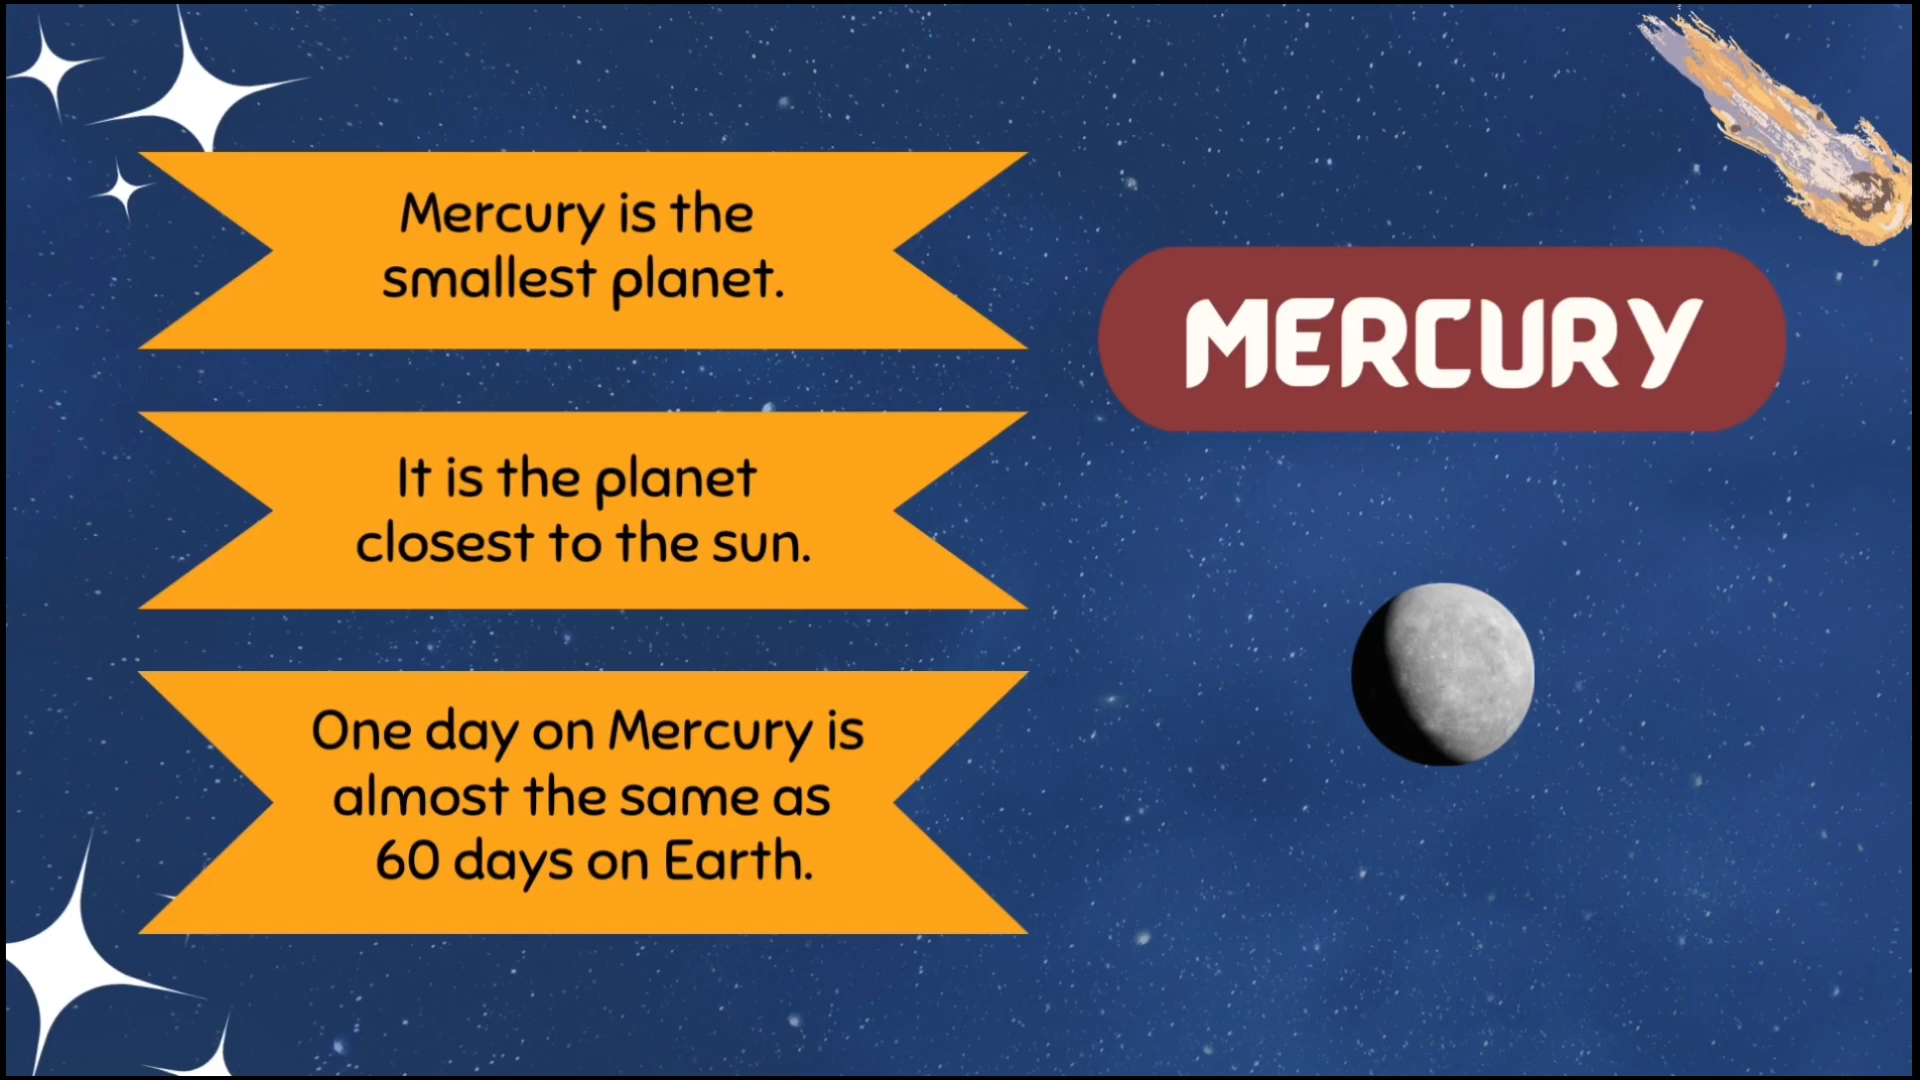 Mercury is the
smallest planet.
It is the planet
closest to the sun.
One day on Mercury is
almost the same as
60 days on Earth.
MERCURY